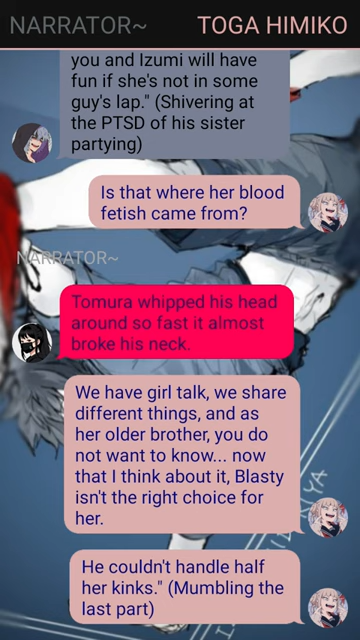 NARRATOR~ TOGA HIMIKO
you and Izumi will have
fun if she's not in some
guy's lap." (Shivering at
the PTSD of his sister
partying)
Is that where her blood
fetish came from?
NARRATOR~
Tomura whipped his head
around so fast it almost
broke his neck.
We have girl talk, we share
different things, and as
her older brother, you do
not want to know... now
that I think about it, Blasty
isn't the right choice for
her.
He couldn't handle half
her kinks." (Mumbling the
last part)